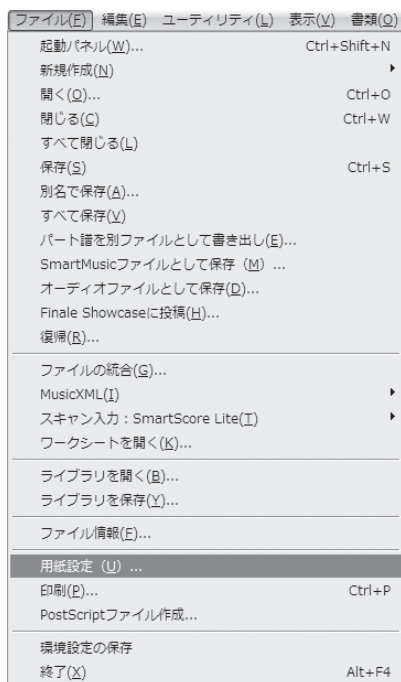 ファイル(F) 編集(E) ユーティリティ(L) 表示(V) 書類(O)
起動パネル(W)... Ctrl+Shift+N
新規作成(N)
開く(O)... Ctrl+O
閉じる(C) Ctrl+W
すべて閉じる(L)
保存(S) Ctrl+S
別名で保存(A)...
すべて保存(V)
パート譜を別ファイルとして書き出し(E)...
SmartMusicファイルとして保存（M）...
オーディオファイルとして保存(D)...
Finale Showcaseに投稿(H)...
復帰(R)...
ファイルの統合(G)...
MusicXML(I)
スキャン入力：SmartScore Lite(T)
ワークシートを開く(K)...
ライブラリを開く(B)...
ライブラリを保存(Y)...
ファイル情報(F)...
用紙設定（U）...
印刷(P)... Ctrl+P
PostScriptファイル作成...
環境設定の保存
終了(X) Alt+F4